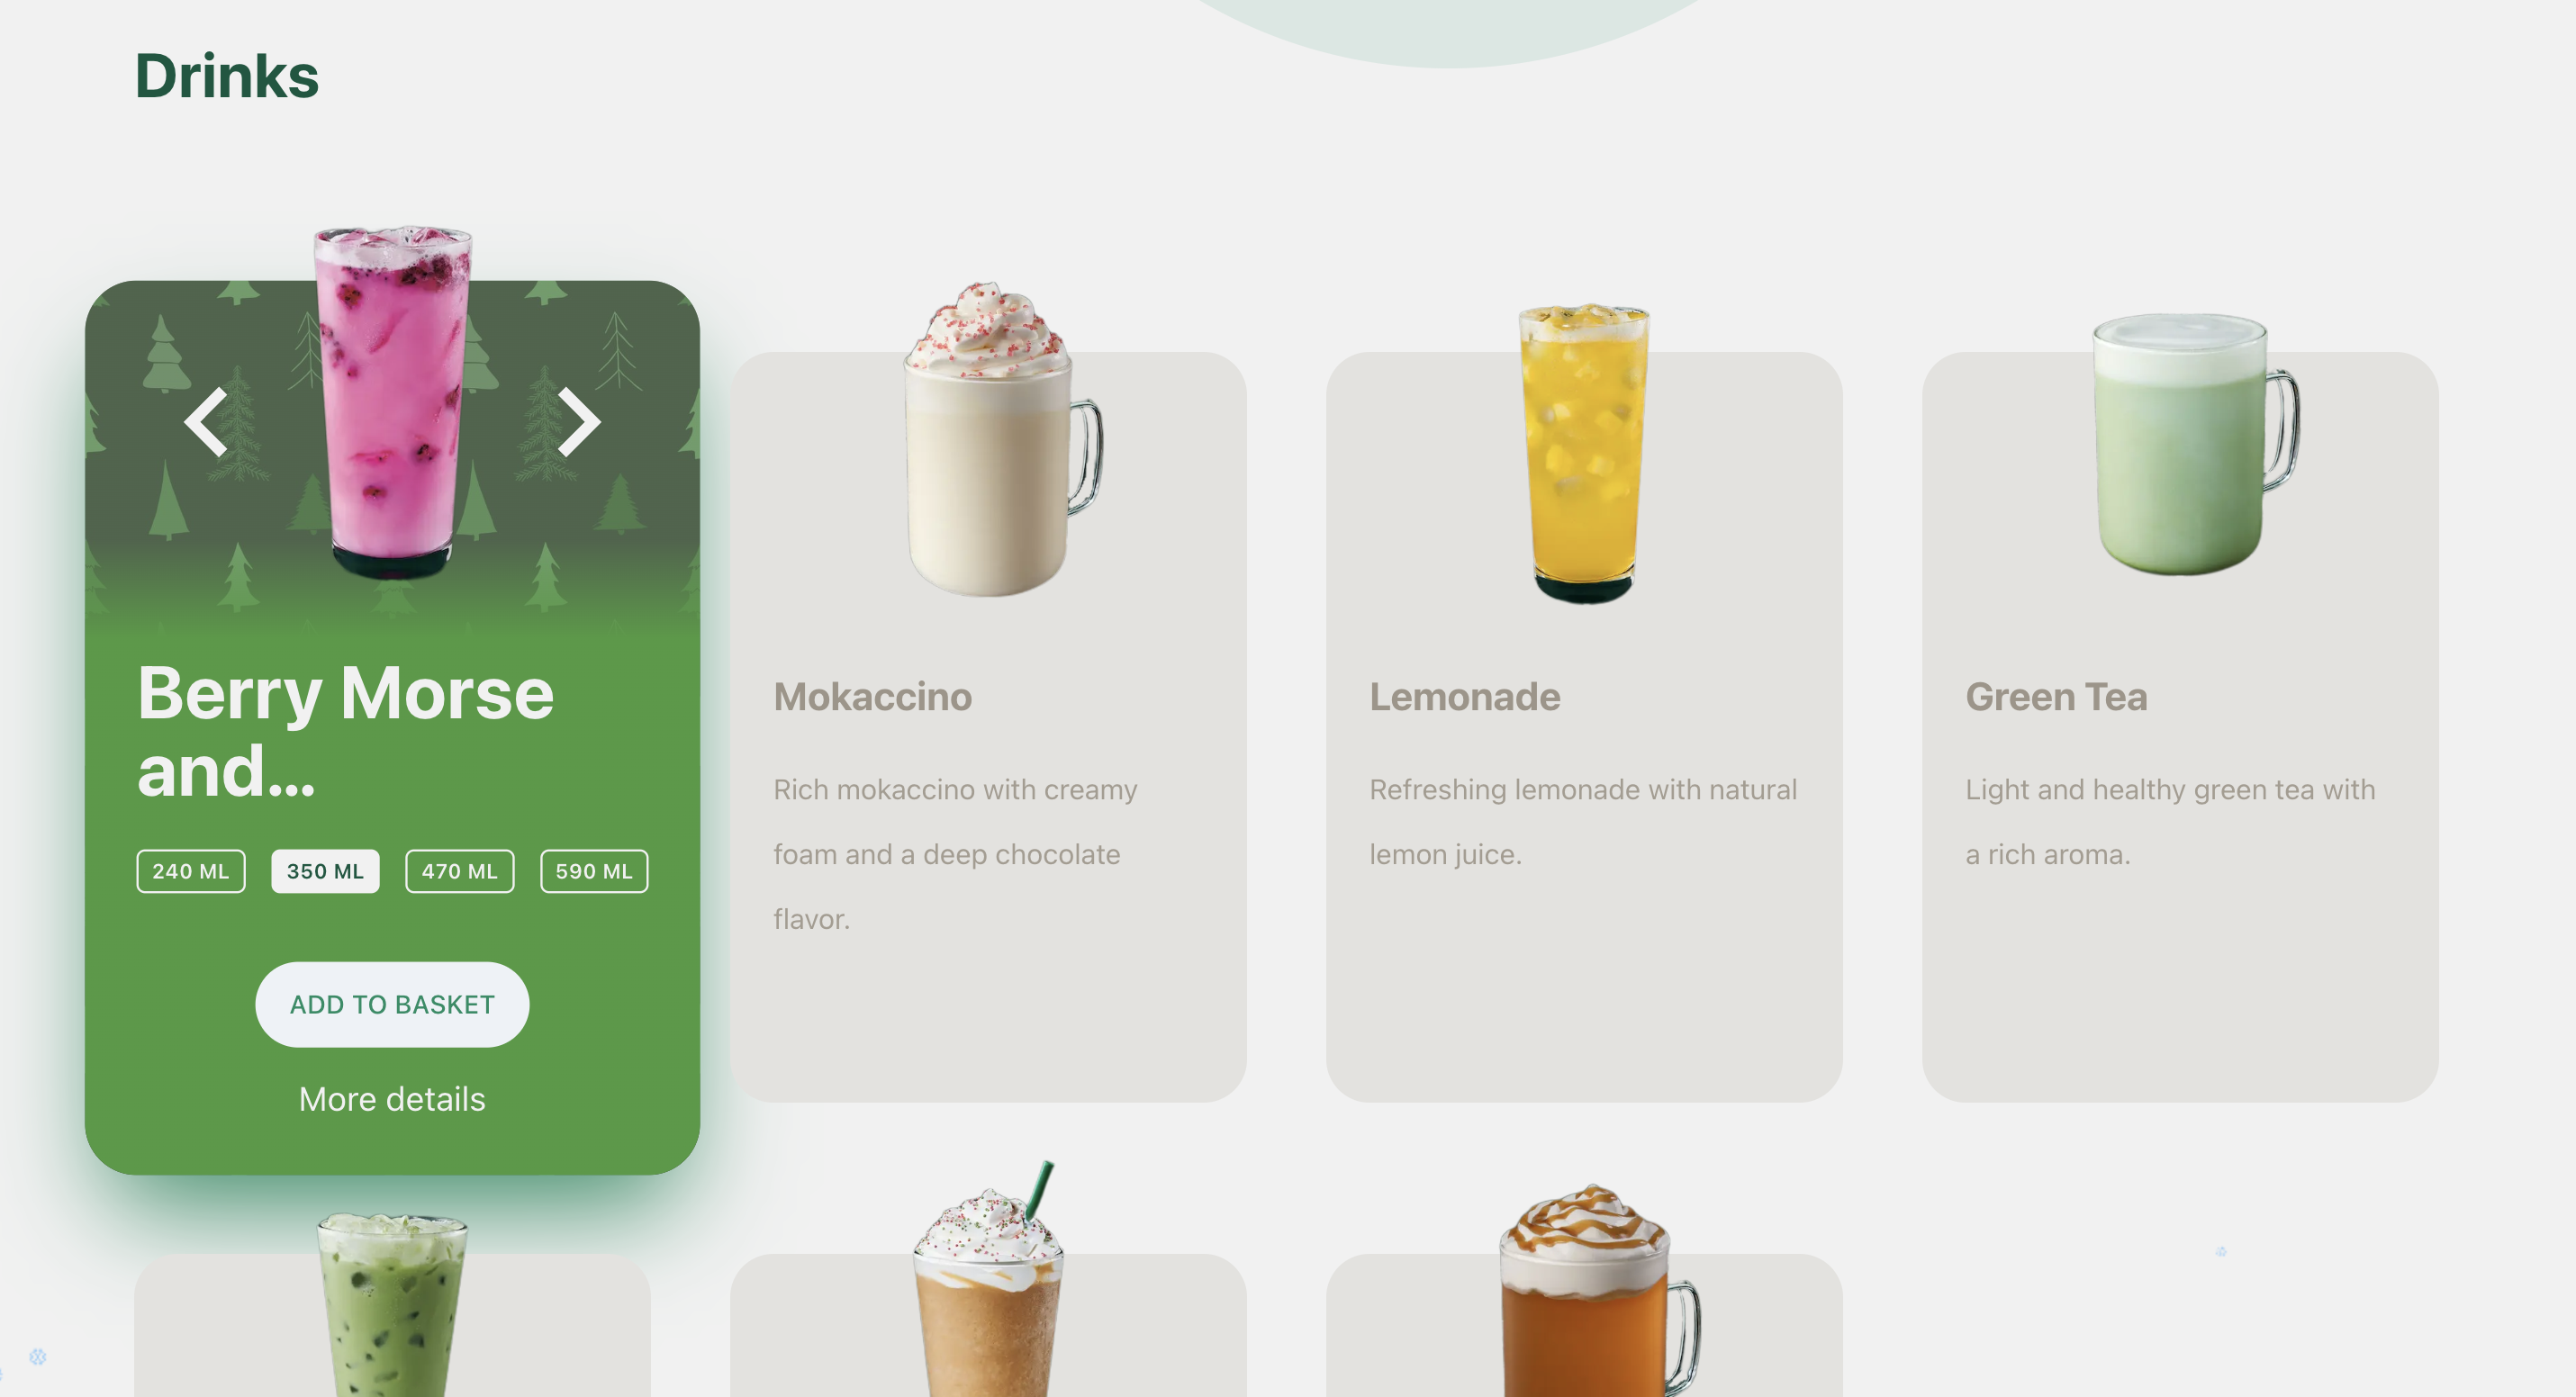 Drinks
Berry Morse
and...
240 ML
350 ML
470 ML
590 ML
ADD TO BASKET
More details
Mokaccino
Rich mokaccino with creamy
foam and a deep chocolate
flavor.
Lemonade
Refreshing lemonade with natural
lemon juice.
Green Tea
Light and healthy green tea with
a rich aroma.